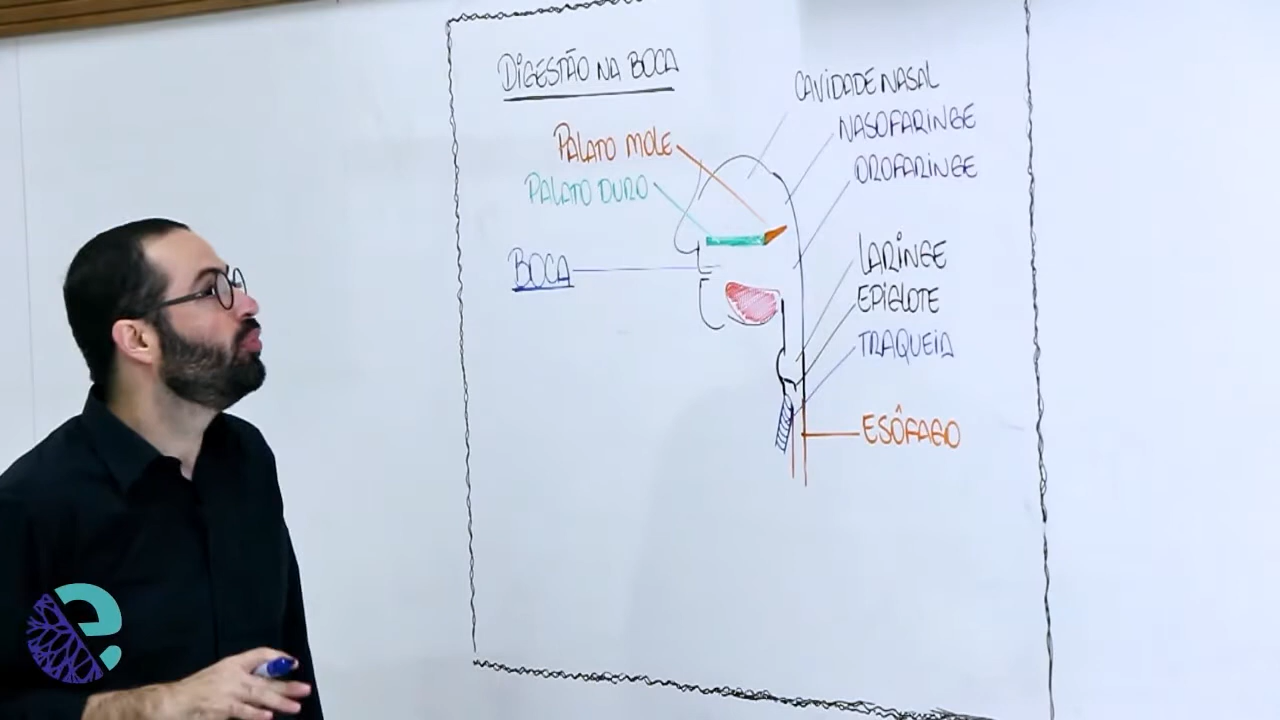 DIGESTÃO NA BOCA
CAVIDADE NASAL
NASOFARINGE
PALATO MOLE
OROFARINGE
PALATO DURO
BOCA
LARINGE
EPIGLOTE
TRAQUEIA
ESÔFAGO